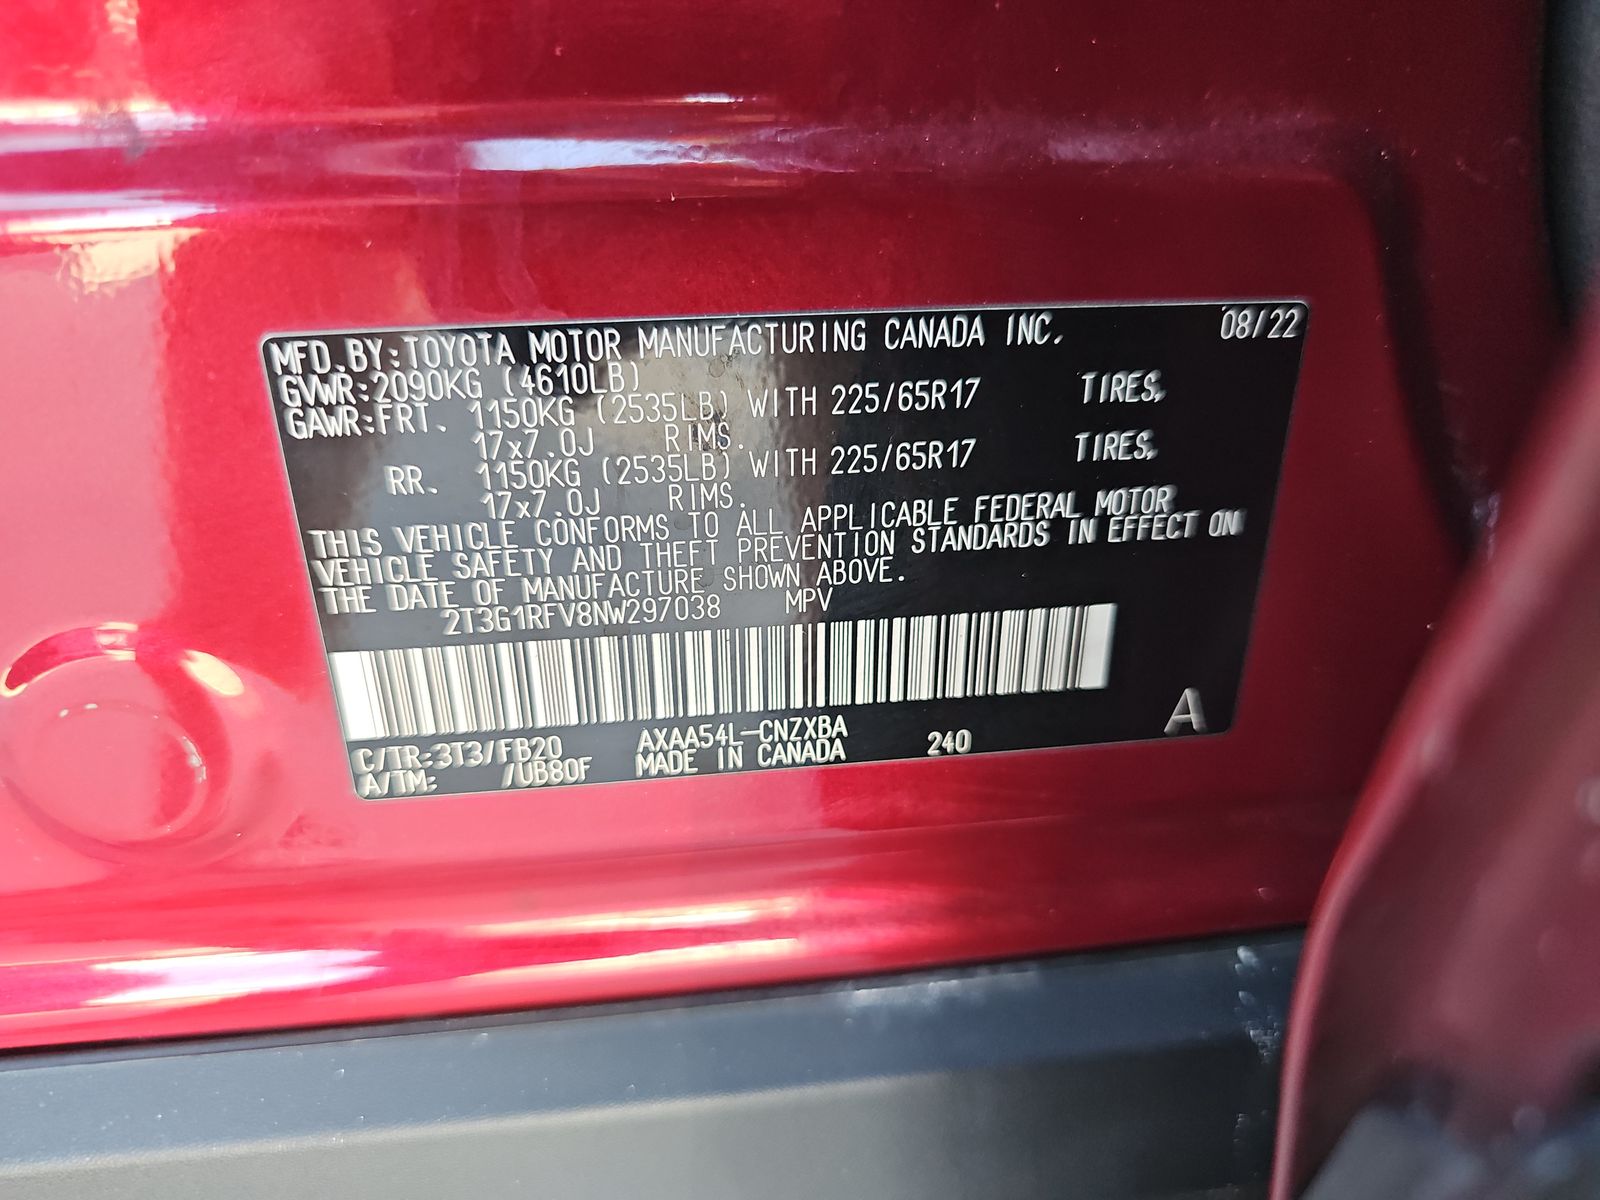 MFD.BY:TOYOTA MOTOR MANUFACTURING CANADA INC. 08/22
GVWR:2090KG (4610LB)
GAWR:FRT. 1150KG (2535LB) WITH 225/65R17 TIRES,
17x7.0J RIMS.
RR. 1150KG (2535LB) WITH 225/65R17 TIRES,
17x7.0J RIMS.
THIS VEHICLE CONFORMS TO ALL APPLICABLE FEDERAL MOTOR
VEHICLE SAFETY AND THEFT PREVENTION STANDARDS IN EFFECT ON
THE DATE OF MANUFACTURE SHOWN ABOVE.
2T3G1RFV8NW297038 MPV
C/TR:3T3/FB20 AXAA54L-CNZXBA 240 A
A/TM: /UB80F MADE IN CANADA